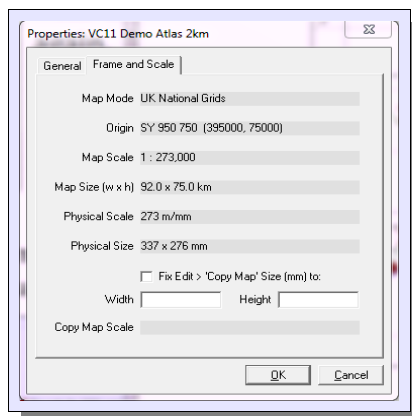 Properties: VC11 Demo Atlas 2km
General Frame and Scale
Map Mode UK National Grids
Origin SY 950 750 (395000, 75000)
Map Scale 1 : 273,000
Map Size (w x h) 92.0 x 75.0 km
Physical Scale 273 m/mm
Physical Size 337 x 276 mm
Fix Edit > 'Copy Map' Size (mm) to:
Width Height
Copy Map Scale
OK Cancel